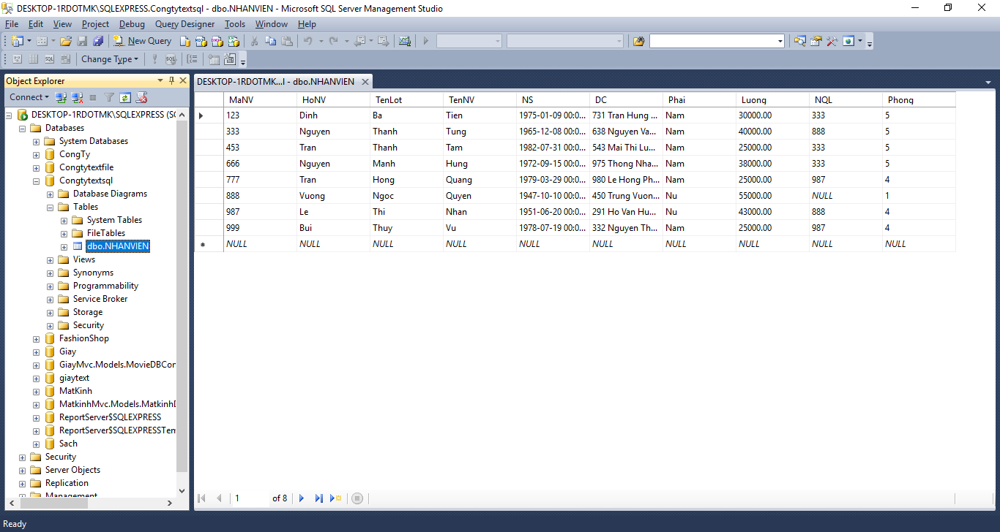 DESKTOP-1RDOTMK\SQLEXPRESS.Congtytextsql - dbo.NHANVIEN - Microsoft SQL Server Management Studio
File Edit View Project Debug Query Designer Tools Window Help
New Query
Change Type
Object Explorer
Connect
DESKTOP-1RDOTMK\SQLEXPRESS (SQ
Databases
System Databases
CongTy
Congtytextfile
Congtytextsql
Database Diagrams
Tables
System Tables
FileTables
dbo.NHANVIEN
Views
Synonyms
Programmability
Service Broker
Storage
Security
FashionShop
Giay
GiayMvc.Models.MovieDBCon
giaytext
MatKinh
MatkinhMvc.Models.MatkinhD
ReportServer$SQLEXPRESS
ReportServer$SQLEXPRESSTem
Sach
Security
Server Objects
Replication
Management
DESKTOP-1RDOTMK...l - dbo.NHANVIEN
MaNV HoNV TenLot TenNV NS DC Phai Luong NQL Phong
123 Dinh Ba Tien 1975-01-09 00:0... 731 Tran Hung ... Nam 30000.00 333 5
333 Nguyen Thanh Tung 1965-12-08 00:0... 638 Nguyen Va... Nam 40000.00 888 5
453 Tran Thanh Tam 1982-07-31 00:0... 543 Mai Thi Lu... Nam 25000.00 333 5
666 Nguyen Manh Hung 1972-09-15 00:0... 975 Thong Nha... Nam 38000.00 333 5
777 Tran Hong Quang 1979-03-29 00:0... 980 Le Hong Ph... Nam 25000.00 987 4
888 Vuong Ngoc Quyen 1947-10-10 00:0... 450 Trung Vuon... Nu 55000.00 NULL 1
987 Le Thi Nhan 1951-06-20 00:0... 291 Ho Van Hu... Nu 43000.00 888 4
999 Bui Thuy Vu 1978-07-19 00:0... 332 Nguyen Th... Nam 25000.00 987 4
NULL NULL NULL NULL NULL NULL NULL NULL NULL NULL
1 of 8
Ready